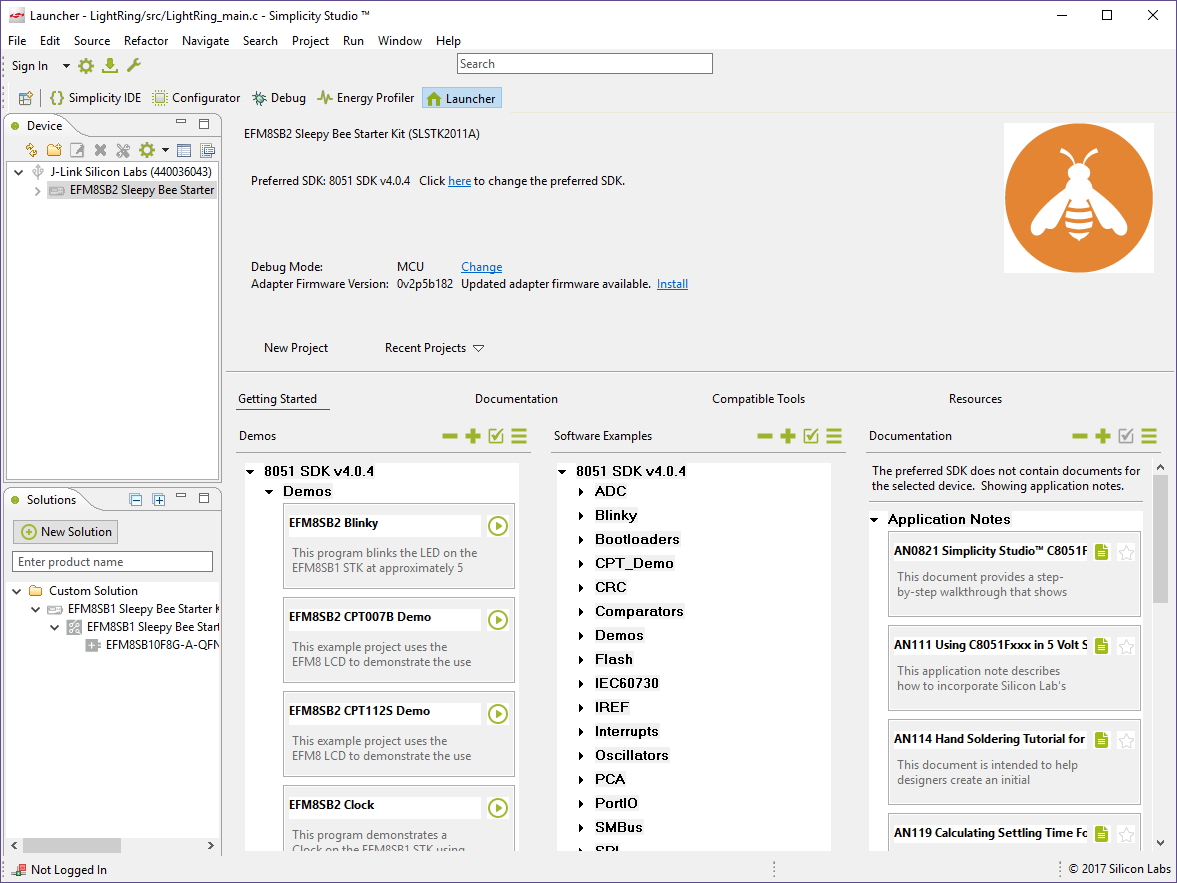 Launcher - LightRing/src/LightRing_main.c - Simplicity Studio ™
File Edit Source Refactor Navigate Search Project Run Window Help
Sign In
Search
Simplicity IDE Configurator Debug Energy Profiler Launcher
Device
J-Link Silicon Labs (440036043)
EFM8SB2 Sleepy Bee Starter
EFM8SB2 Sleepy Bee Starter Kit (SLSTK2011A)
Preferred SDK: 8051 SDK v4.0.4 Click here to change the preferred SDK.
Debug Mode: MCU Change
Adapter Firmware Version: 0v2p5b182 Updated adapter firmware available. Install
New Project Recent Projects
Getting Started Documentation Compatible Tools Resources
Solutions
New Solution
Enter product name
Custom Solution
EFM8SB1 Sleepy Bee Starter K
EFM8SB1 Sleepy Bee Start
EFM8SB10F8G-A-QFN
Demos
8051 SDK v4.0.4
Demos
EFM8SB2 Blinky
This program blinks the LED on the
EFM8SB1 STK at approximately 5
EFM8SB2 CPT007B Demo
This example project uses the
EFM8 LCD to demonstrate the use
EFM8SB2 CPT112S Demo
This example project uses the
EFM8 LCD to demonstrate the use
EFM8SB2 Clock
This program demonstrates a
Clock on the EFM8SB1 STK using
Software Examples
8051 SDK v4.0.4
ADC
Blinky
Bootloaders
CPT_Demo
CRC
Comparators
Demos
Flash
IEC60730
IREF
Interrupts
Oscillators
PCA
PortIO
SMBus
SPI
Documentation
The preferred SDK does not contain documents for
the selected device. Showing application notes.
Application Notes
AN0821 Simplicity Studio™ C8051F
This document provides a step-
by-step walkthrough that shows
AN111 Using C8051Fxxx in 5 Volt S
This application note describes
how to incorporate Silicon Lab's
AN114 Hand Soldering Tutorial for
This document is intended to help
designers create an initial
AN119 Calculating Settling Time Fo
Not Logged In
© 2017 Silicon Labs